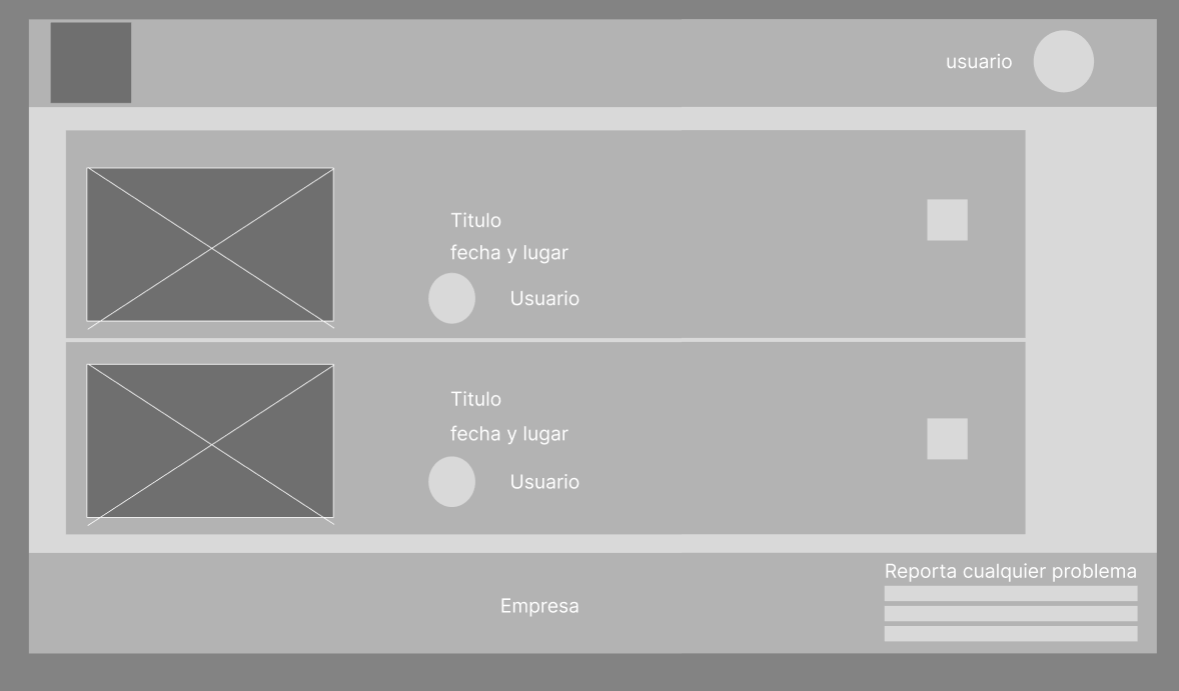 usuario
Titulo
fecha y lugar
Usuario
Titulo
fecha y lugar
Usuario
Empresa
Reporta cualquier problema